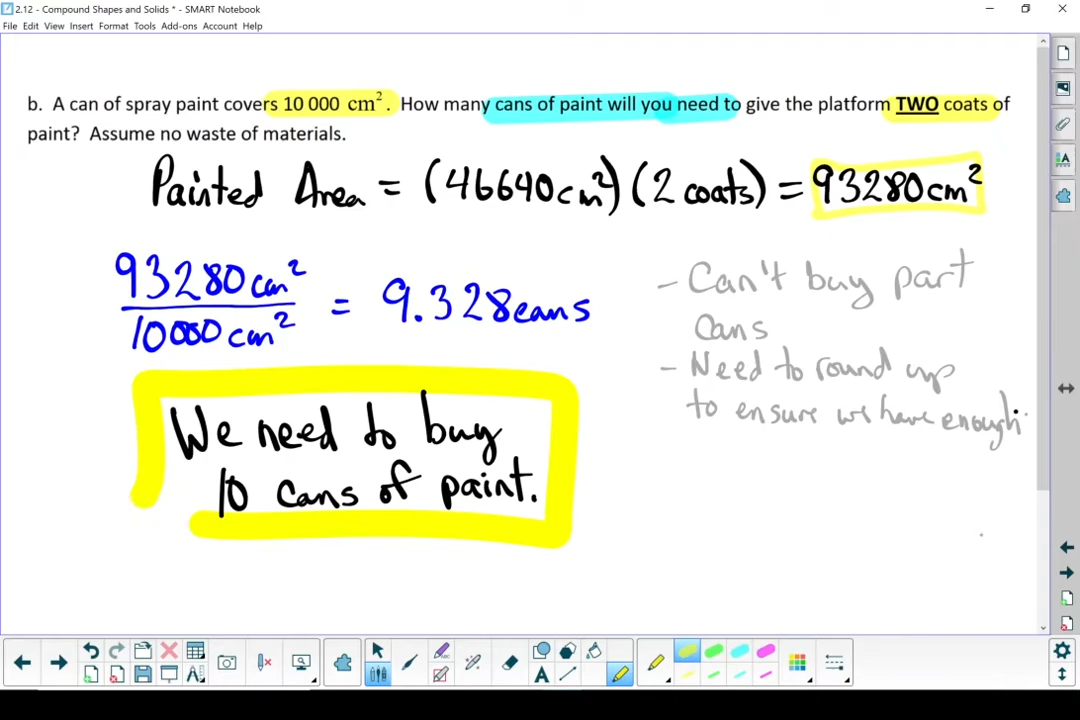 2.12 - Compound Shapes and Solids * - SMART Notebook
File Edit View Insert Format Tools Add-ons Account Help
b. A can of spray paint covers 10 000 cm². How many cans of paint will you need to give the platform TWO coats of
paint? Assume no waste of materials.
Painted Area = (46640cm²)(2 coats) = 93280cm²
93280cm²
10000cm²
= 9.328cans
- Can't buy part
cans
- Need to round up
to ensure we have enough.
We need to buy
10 cans of paint.